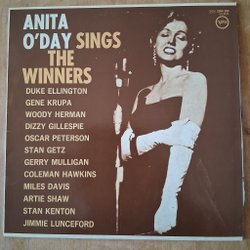 ANITA
O'DAY SINGS
THE
WINNERS
DUKE ELLINGTON
GENE KRUPA
WOODY HERMAN
DIZZY GILLESPIE
OSCAR PETERSON
STAN GETZ
GERRY MULLIGAN
COLEMAN HAWKINS
MILES DAVIS
ARTIE SHAW
STAN KENTON
JIMMIE LUNCEFORD